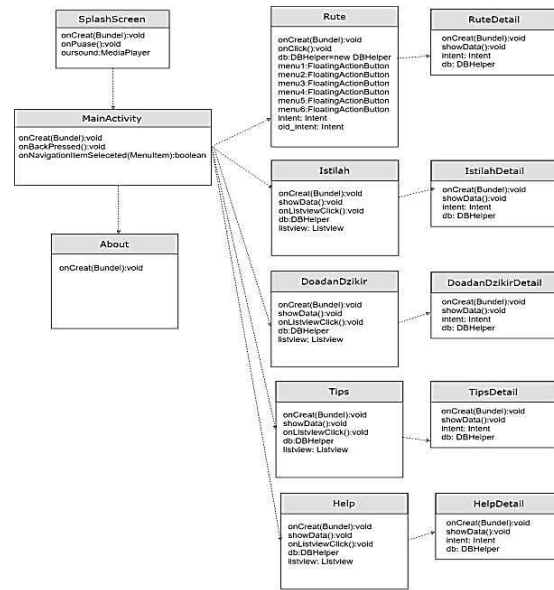 SplashScreen
onCreat(Bundel):void
onPuase():void
oursound:MediaPlayer
MainActivity
onCreat(Bundel):void
onBackPressed():void
onNavigationItemSeleceted(MenuItem):boolean
About
onCreat(Bundel):void
Rute
onCreat(Bundel):void
onClick():void
db:DBHelper=new DBHelper
menu1:FloatingActionButton
menu2:FloatingActionButton
menu3:FloatingActionButton
menu4:FloatingActionButton
menu5:FloatingActionButton
menu6:FloatingActionButton
intent: Intent
old_intent: Intent
RuteDetail
onCreat(Bundel):void
showData():void
intent: Intent
db: DBHelper
Istilah
onCreat(Bundel):void
showData():void
onListviewClick():void
db:DBHelper
listview: Listview
IstilahDetail
onCreat(Bundel):void
showData():void
intent: Intent
db: DBHelper
DoadanDzikir
onCreat(Bundel):void
showData():void
onListviewClick():void
db:DBHelper
listview: Listview
DoadanDzikirDetail
onCreat(Bundel):void
showData():void
intent: Intent
db: DBHelper
Tips
onCreat(Bundel):void
showData():void
onListviewClick():void
db:DBHelper
listview: Listview
TipsDetail
onCreat(Bundel):void
showData():void
intent: Intent
db: DBHelper
Help
onCreat(Bundel):void
showData():void
onListviewClick():void
db:DBHelper
listview: Listview
HelpDetail
onCreat(Bundel):void
showData():void
intent: Intent
db: DBHelper